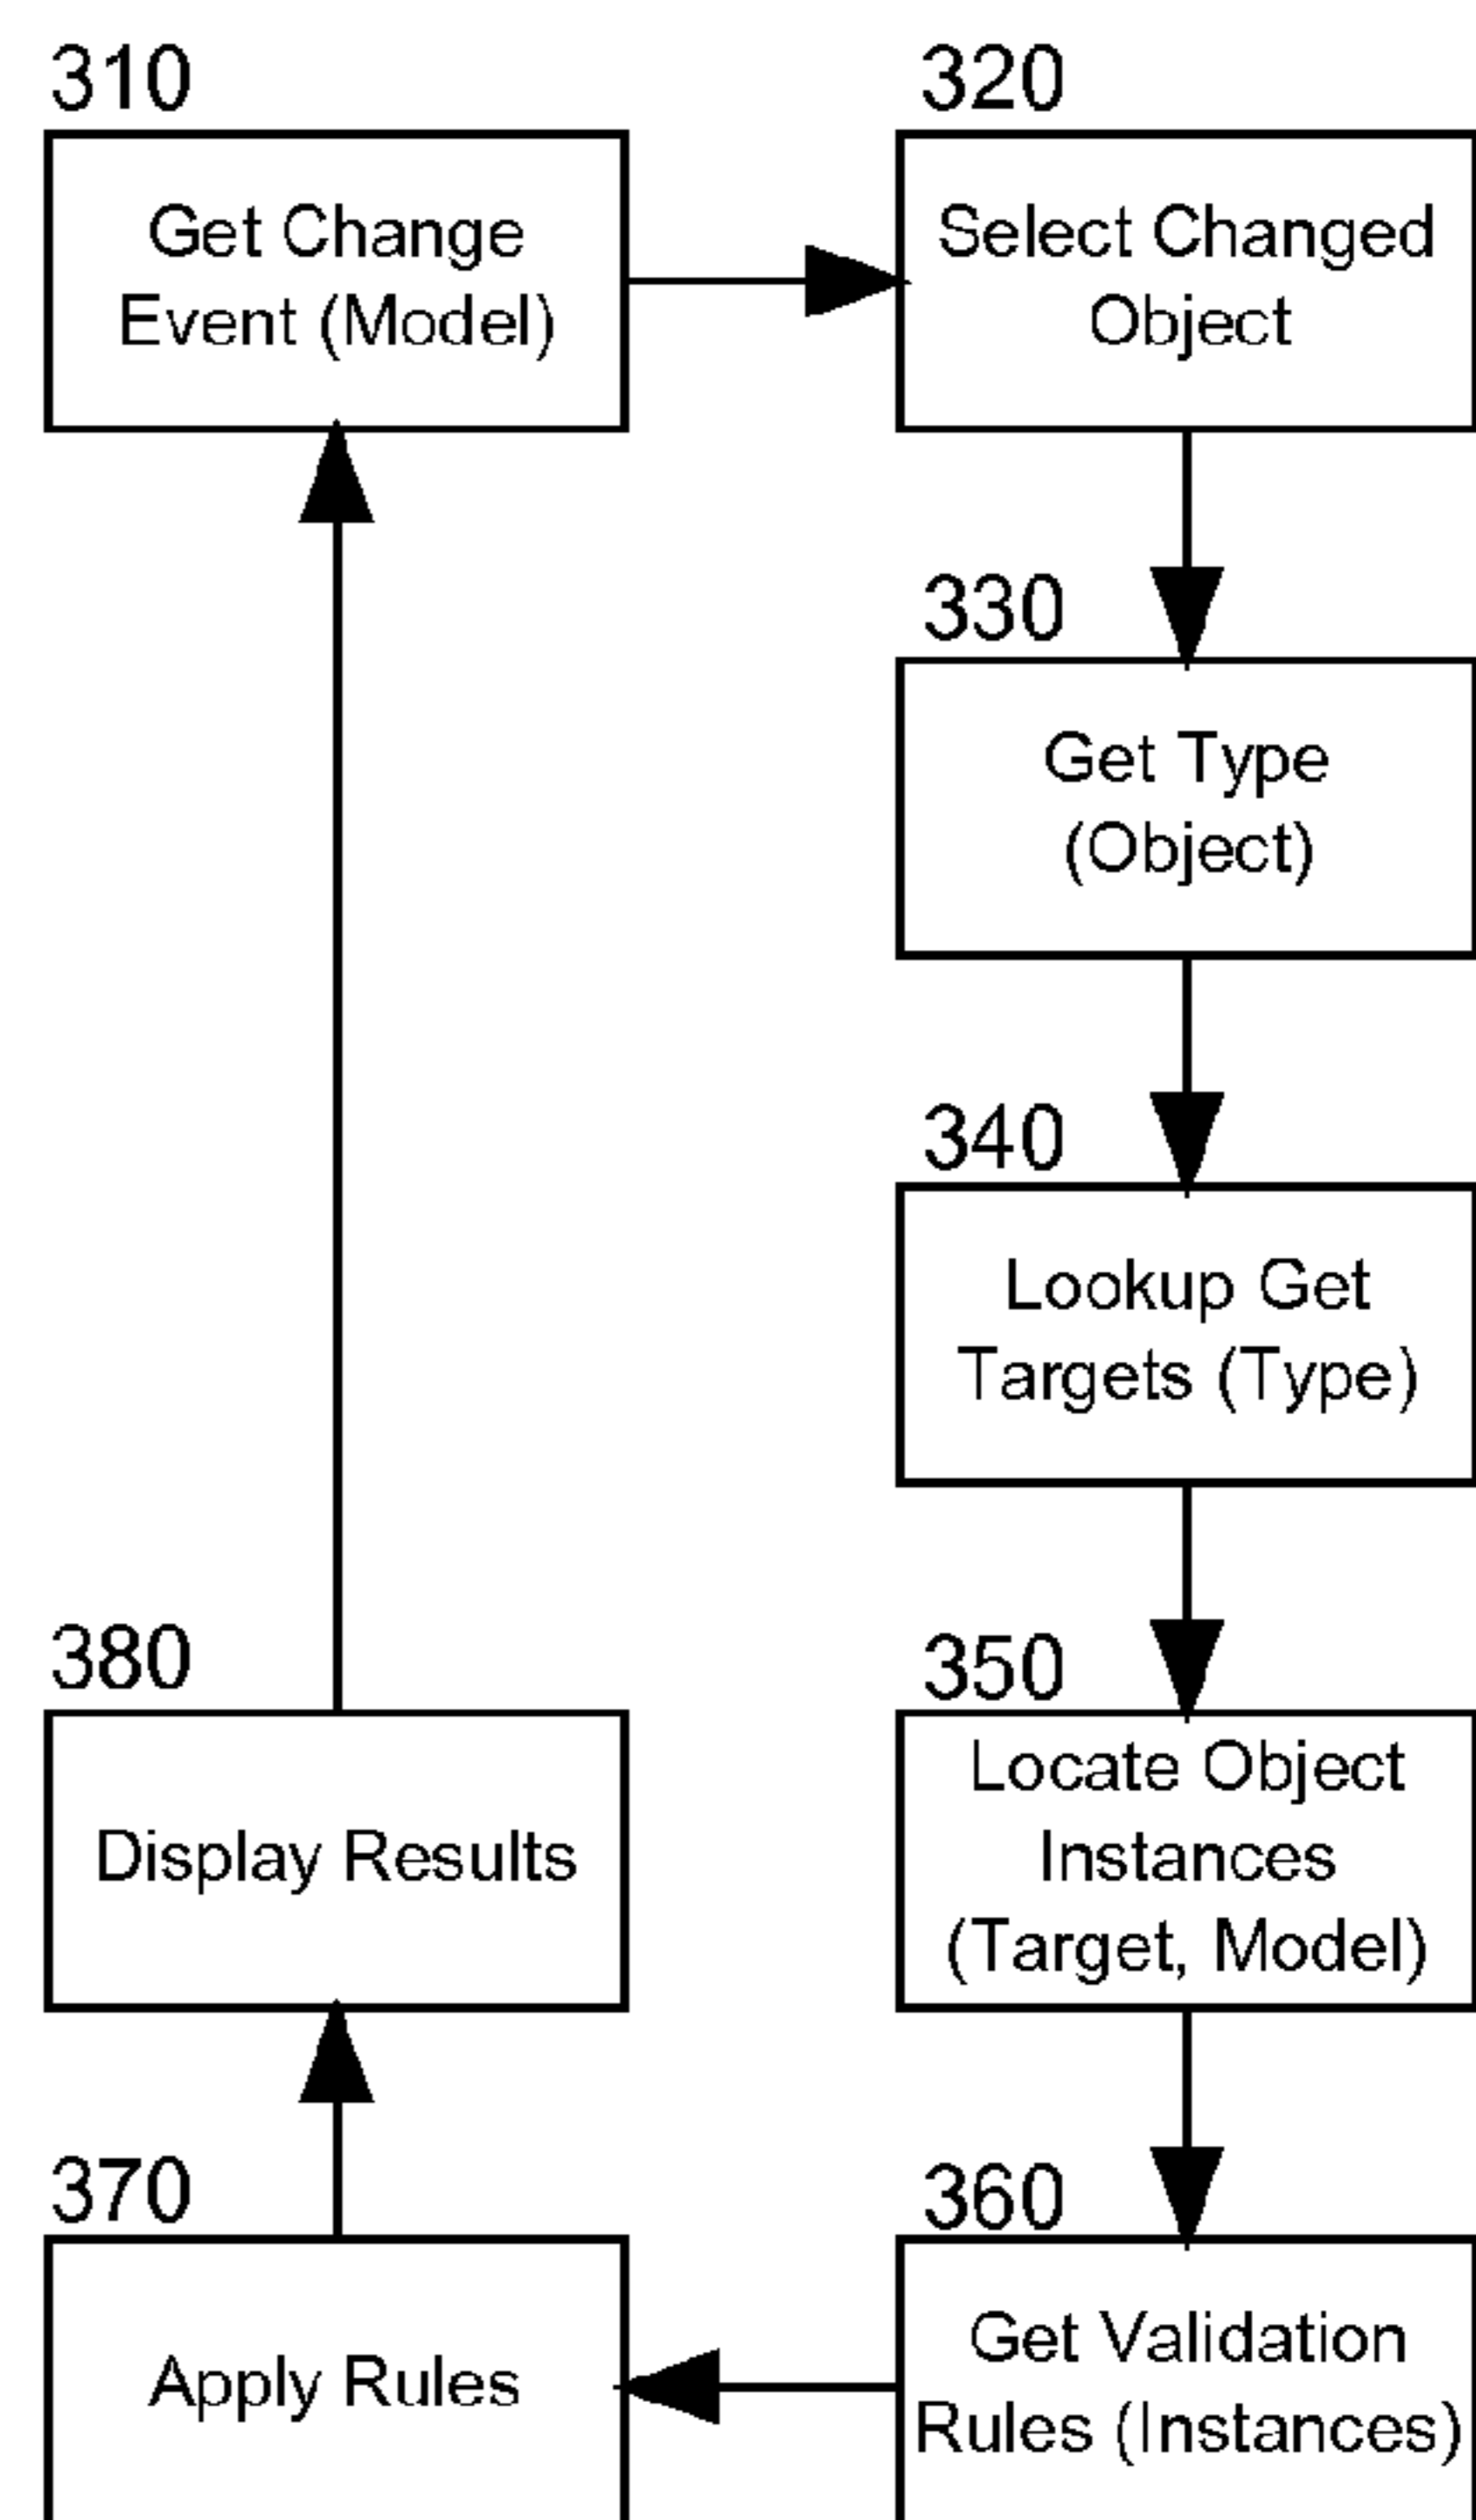 310
Get Change
Event (Model)
320
Select Changed
Object
330
Get Type
(Object)
340
Lookup Get
Targets (Type)
350
Locate Object
Instances
(Target, Model)
360
Get Validation
Rules (Instances)
370
Apply Rules
380
Display Results